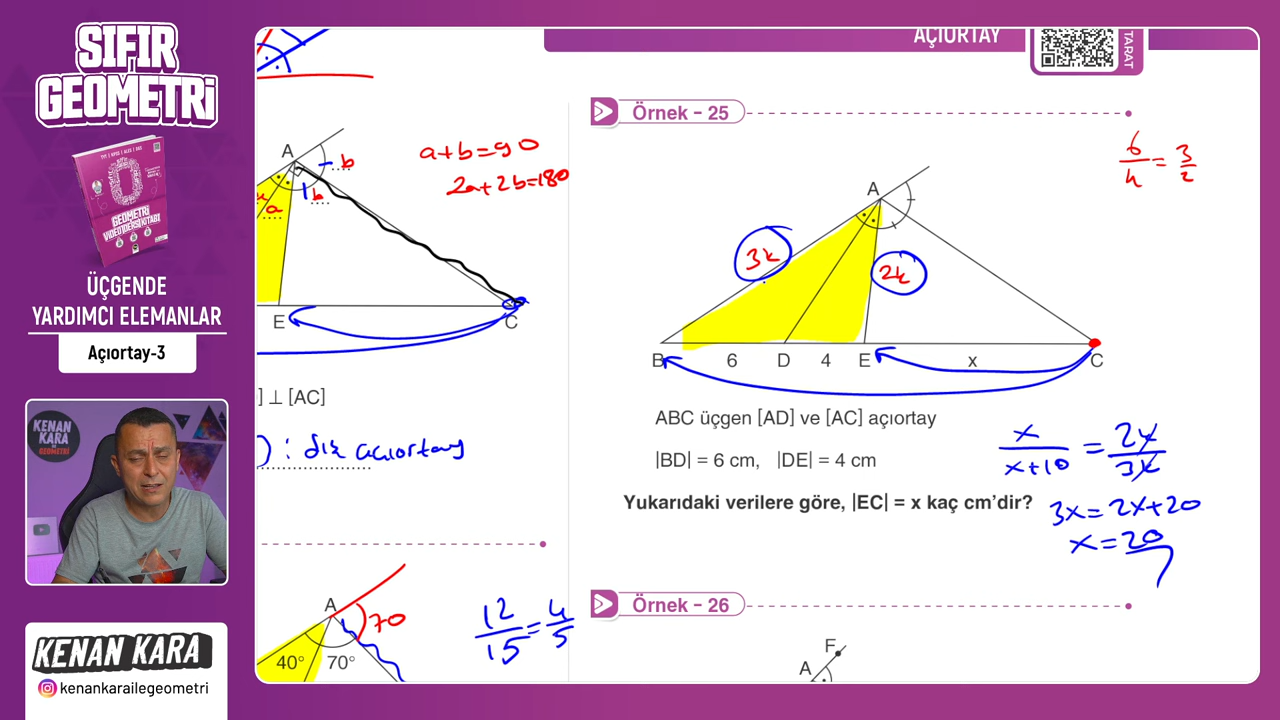 SIFIR
GEOMETRİ
GEOMETRİ
VİDEO DERS KİTABI
ÜÇGENDE
YARDIMCI ELEMANLAR
Açıortay-3
KENAN
KARA
GEOMETRİ
KENAN KARA
kenankarailegeometri
AÇIORTAY
TARAT
A
b
b
a
a+b=90
2a+2b=180
E
C
] ⊥ [AC]
) : dış açıortay
A
70
40°
70°
12/15 = 4/5
Örnek - 25
6/4 = 3/2
A
3k
2k
B 6 D 4 E x C
ABC üçgen [AD] ve [AC] açıortay
|BD| = 6 cm, |DE| = 4 cm
Yukarıdaki verilere göre, |EC| = x kaç cm'dir?
x/x+10 = 2k/3k
3x=2x+20
x=20
Örnek - 26
F
A